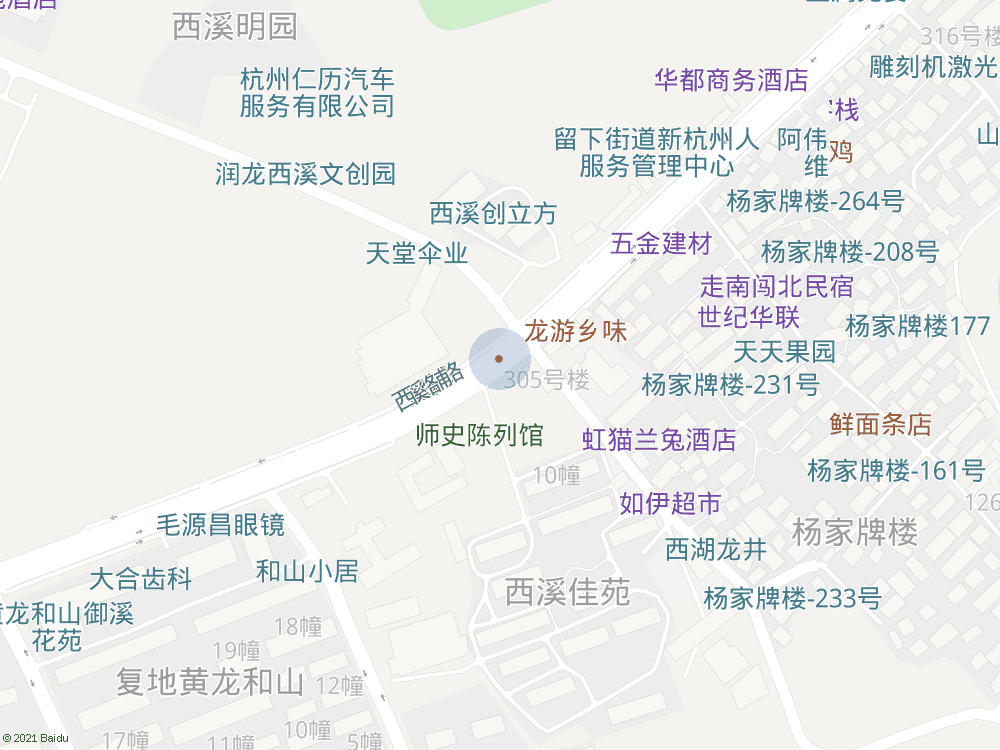 酒店
西溪明园
316号楼
杭州仁历汽车
服务有限公司
华都商务酒店
雕刻机激光
栈
留下街道新杭州人
服务管理中心
阿伟
维
鸡
山
润龙西溪文创园
杨家牌楼-264号
西溪创立方
五金建材
天堂伞业
杨家牌楼-208号
走南闯北民宿
世纪华联
龙游乡味
杨家牌楼177
天天果园
305号楼
杨家牌楼-231号
师史陈列馆
虹猫兰兔酒店
鲜面条店
10幢
杨家牌楼-161号
如伊超市
126
毛源昌眼镜
杨家牌楼
西湖龙井
大合齿科
和山小居
西溪佳苑
杨家牌楼-233号
黄龙和山御溪
花苑
18幢
19幢
复地黄龙和山
12幢
10幢
17幢
11幢
5幢
© 2021 Baidu